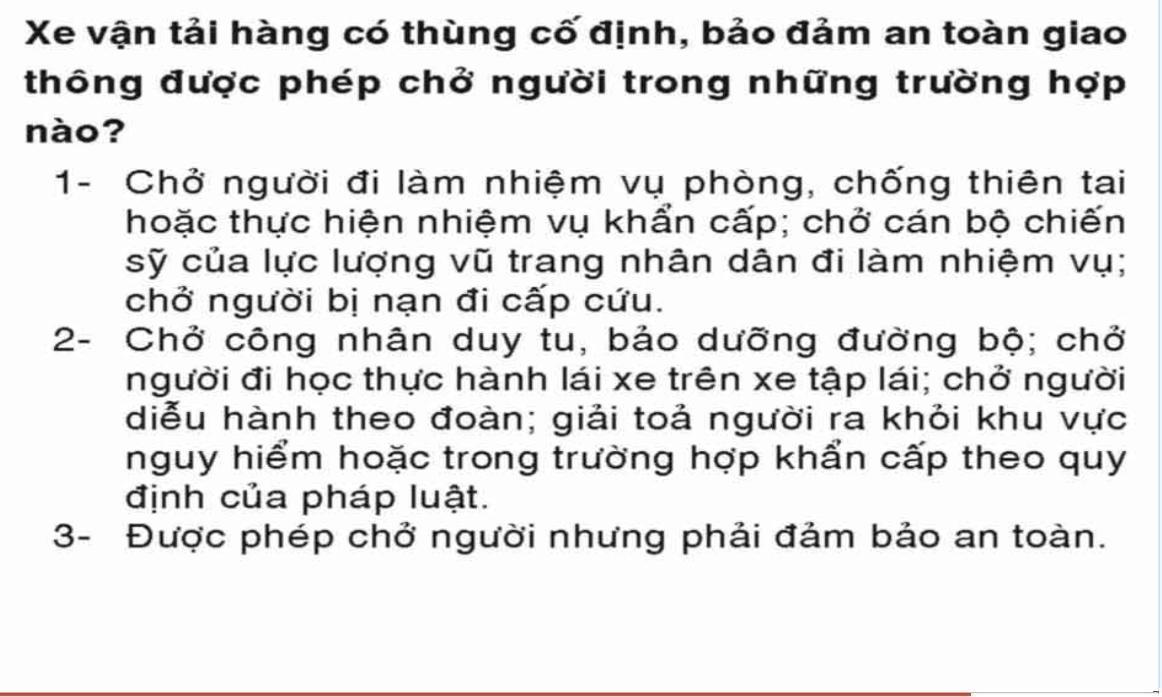 Xe vận tải hàng có thùng cố định, bảo đảm an toàn giao
thông được phép chở người trong những trường hợp
nào?
1- Chở người đi làm nhiệm vụ phòng, chống thiên tai
hoặc thực hiện nhiệm vụ khẩn cấp; chở cán bộ chiến
sỹ của lực lượng vũ trang nhân dân đi làm nhiệm vụ;
chở người bị nạn đi cấp cứu.
2- Chở công nhân duy tu, bảo dưỡng đường bộ; chở
người đi học thực hành lái xe trên xe tập lái; chở người
diễu hành theo đoàn; giải toả người ra khỏi khu vực
nguy hiểm hoặc trong trường hợp khẩn cấp theo quy
định của pháp luật.
3- Được phép chở người nhưng phải đảm bảo an toàn.